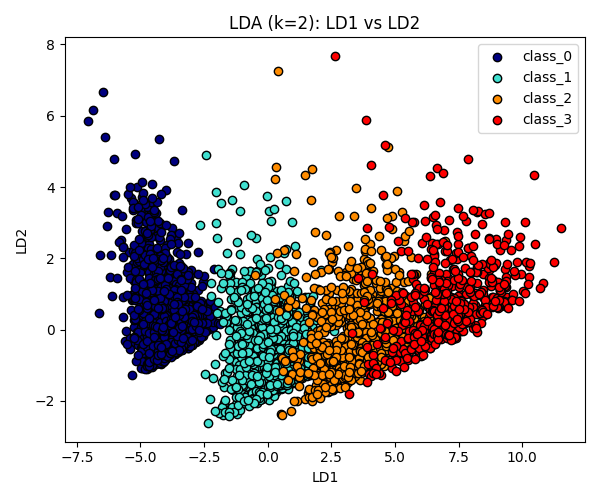 LDA (k=2): LD1 vs LD2
class_0
class_1
class_2
class_3
8
6
4
2
0
−2
LD2
−7.5 −5.0 −2.5 0.0 2.5 5.0 7.5 10.0
LD1